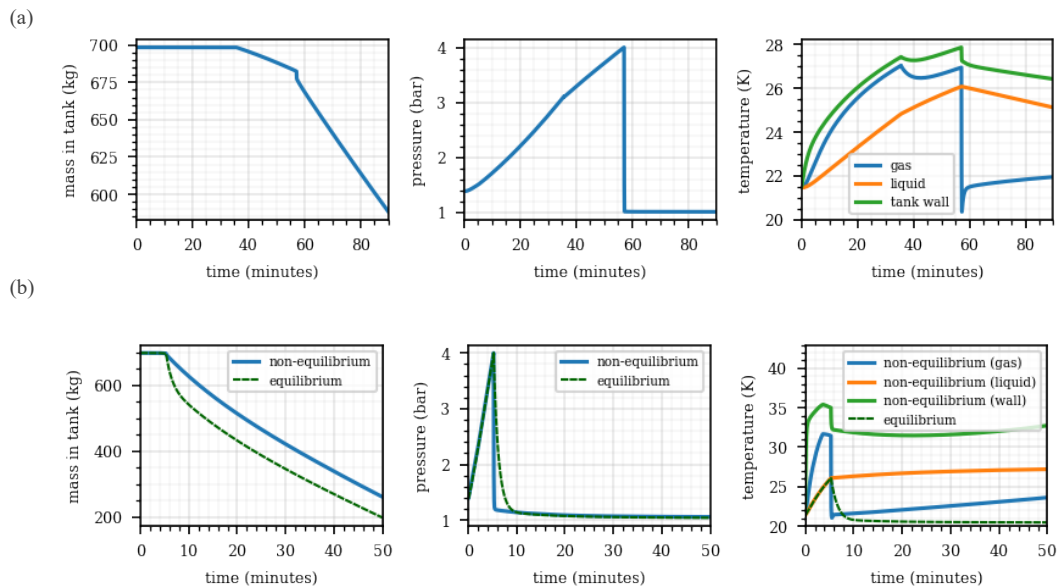 (a)
mass in tank (kg)
700
675
650
625
600
0 20 40 60 80
time (minutes)
pressure (bar)
4
3
2
1
0 20 40 60 80
time (minutes)
temperature (K)
28
26
24
22
20
gas
liquid
tank wall
0 20 40 60 80
time (minutes)
(b)
mass in tank (kg)
600
400
200
non-equilibrium
equilibrium
0 10 20 30 40 50
time (minutes)
pressure (bar)
4
3
2
1
non-equilibrium
equilibrium
0 10 20 30 40 50
time (minutes)
temperature (K)
40
35
30
25
20
non-equilibrium (gas)
non-equilibrium (liquid)
non-equilibrium (wall)
equilibrium
0 10 20 30 40 50
time (minutes)